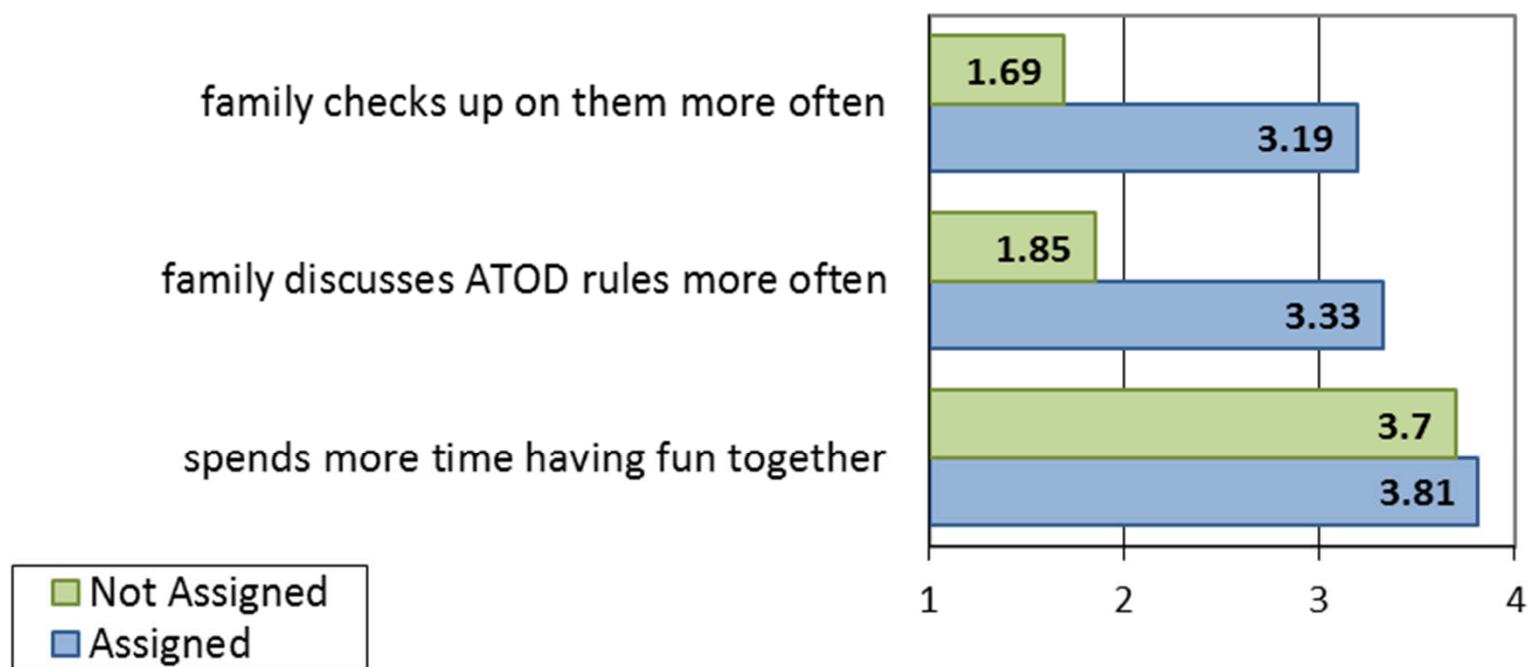 family checks up on them more often
1.69
3.19
family discusses ATOD rules more often
1.85
3.33
spends more time having fun together
3.7
3.81
1 2 3 4
Not Assigned
Assigned